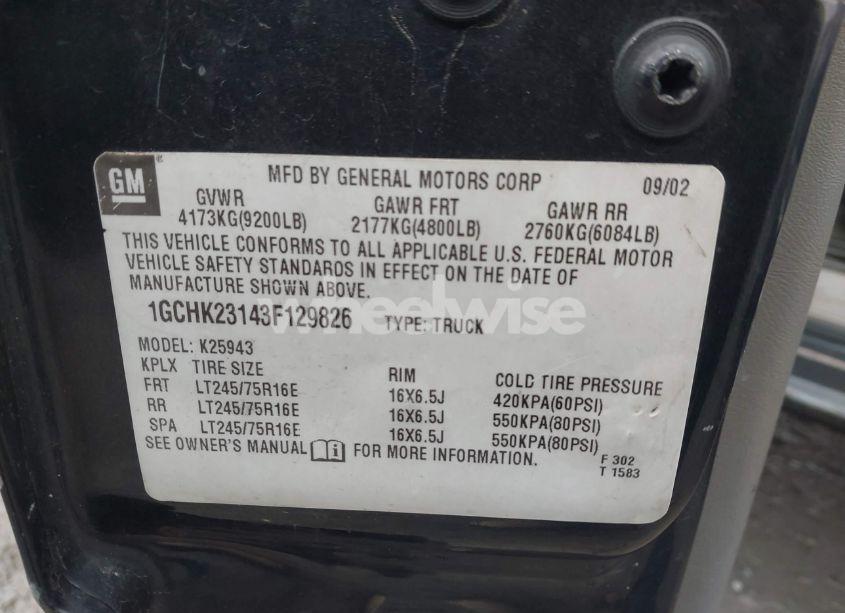 GM
MFD BY GENERAL MOTORS CORP 09/02
GVWR GAWR FRT GAWR RR
4173KG(9200LB) 2177KG(4800LB) 2760KG(6084LB)
THIS VEHICLE CONFORMS TO ALL APPLICABLE U.S. FEDERAL MOTOR
VEHICLE SAFETY STANDARDS IN EFFECT ON THE DATE OF
MANUFACTURE SHOWN ABOVE.
1GCHK23143F129826 TYPE: TRUCK
wheelwise
MODEL: K25943
KPLX TIRE SIZE RIM COLD TIRE PRESSURE
FRT LT245/75R16E 16X6.5J 420KPA(60PSI)
RR LT245/75R16E 16X6.5J 550KPA(80PSI)
SPA LT245/75R16E 16X6.5J 550KPA(80PSI)
SEE OWNER'S MANUAL FOR MORE INFORMATION.
F 302
T 1583